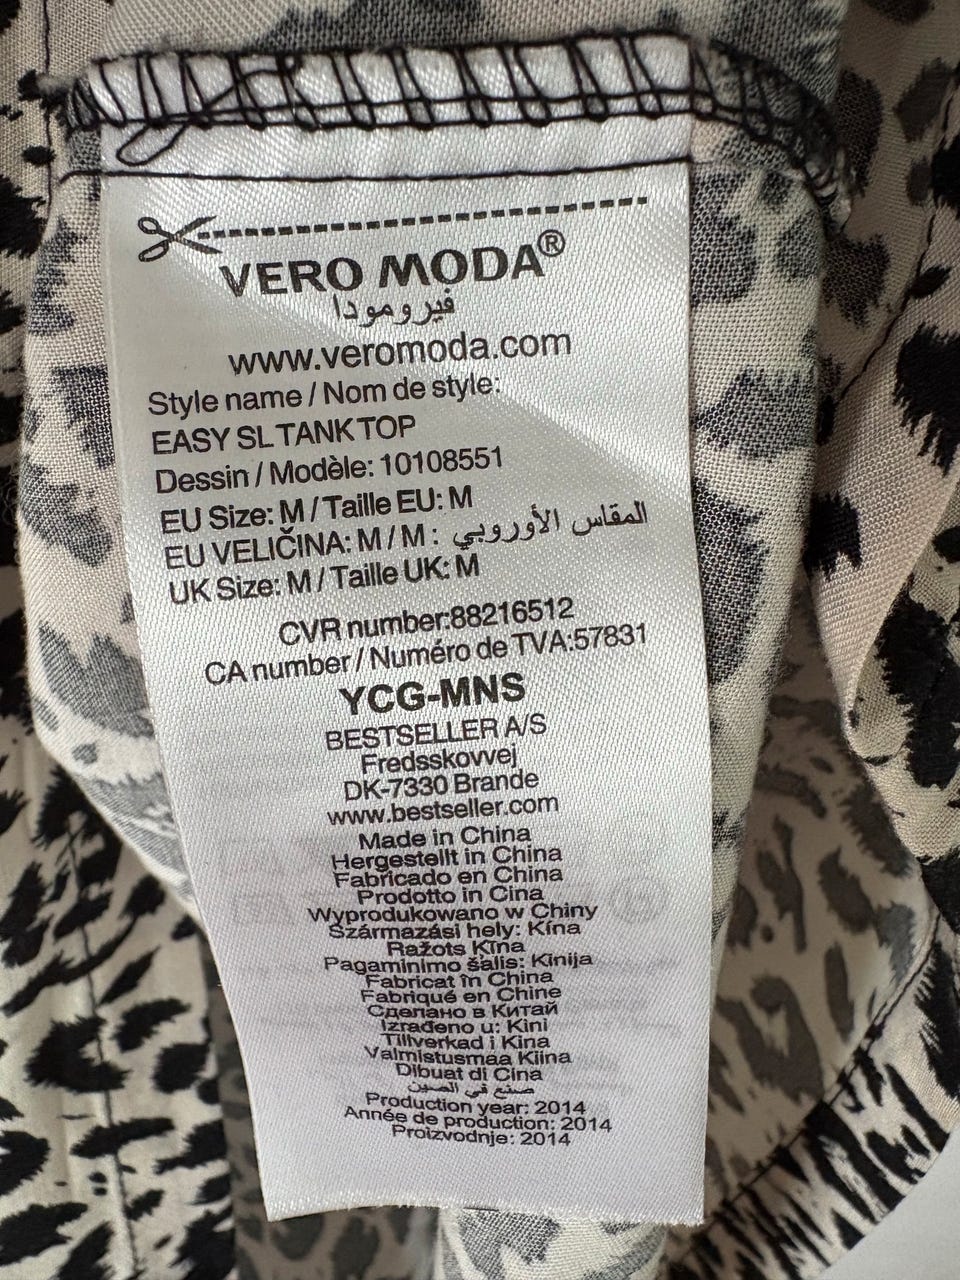 VERO MODA®
فيرومودا
www.veromoda.com
Style name / Nom de style:
EASY SL TANK TOP
Dessin / Modèle: 10108551
EU Size: M / Taille EU: M
EU VELIČINA: M / M : المقاس الأوروبي
UK Size: M / Taille UK: M
CVR number:88216512
CA number / Numéro de TVA:57831
YCG-MNS
BESTSELLER A/S
Fredsskovvej
DK-7330 Brande
www.bestseller.com
Made in China
Hergestellt in China
Fabricado en China
Prodotto in Cina
Wyprodukowano w Chiny
Származási hely: Kína
Ražots Ķīna
Pagaminimo šalis: Kinija
Fabricat în China
Fabriqué en Chine
Сделано в Китай
Izrađeno u: Kini
Tillverkad i Kina
Valmistusmaa Kiina
Dibuat di Cina
صنع في الصين
Production year: 2014
Année de production: 2014
Proizvodnje: 2014